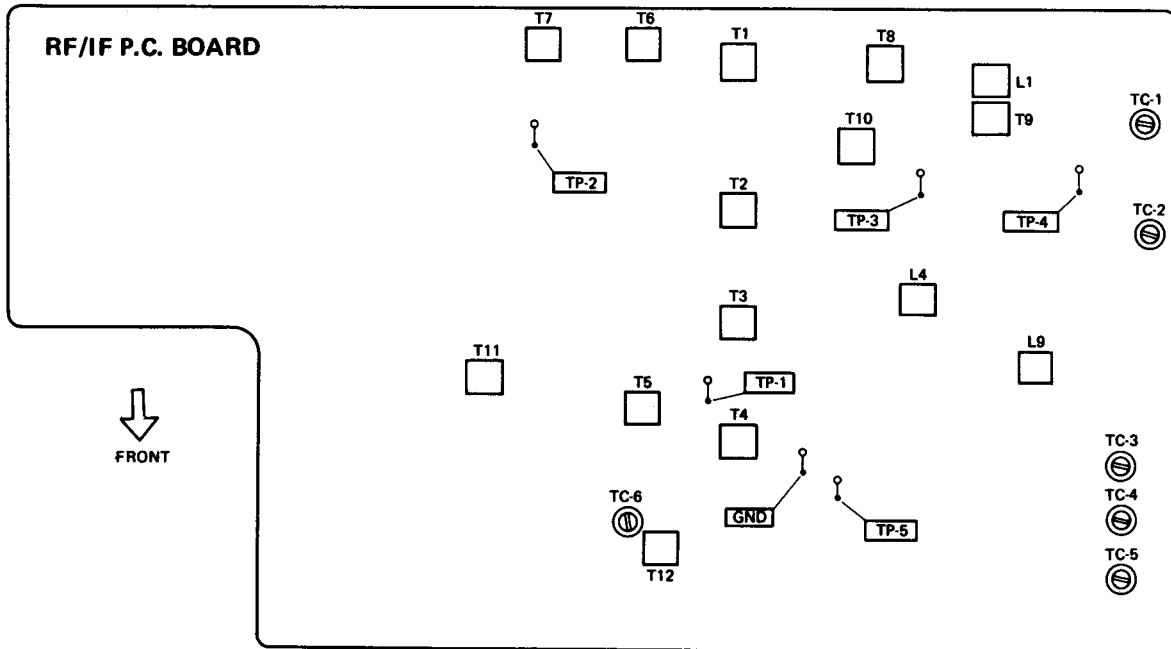 RF/IF P.C. BOARD
T7
T6
T1
T8
L1
TC-1
T9
T10
TP-2
T2
TP-3
TP-4
TC-2
L4
T3
T11
L9
TP-1
T5
T4
FRONT
TC-3
TC-6
TC-4
GND
TP-5
TC-5
T12